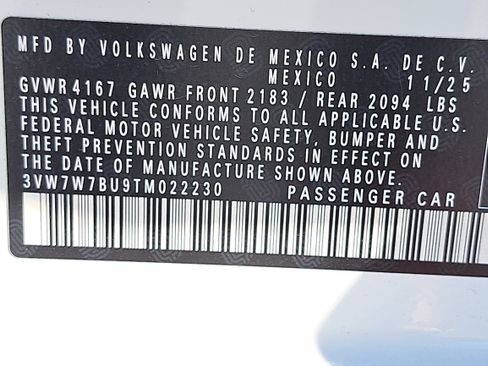 MFD BY VOLKSWAGEN DE MEXICO S.A. DE C.V.
MEXICO 11/25
GVWR 4167 GAWR FRONT 2183 / REAR 2094 LBS
THIS VEHICLE CONFORMS TO ALL APPLICABLE U.S.
FEDERAL MOTOR VEHICLE SAFETY, BUMPER AND
THEFT PREVENTION STANDARDS IN EFFECT ON
THE DATE OF MANUFACTURE SHOWN ABOVE.
3VW7W7BU9TM022230 PASSENGER CAR